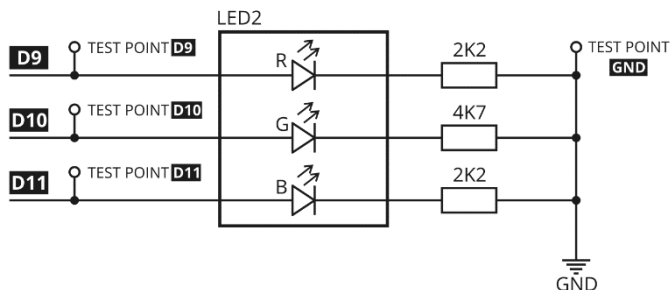 LED2
D9
TEST POINT D9
R
2K2
TEST POINT
GND
D10
TEST POINT D10
G
4K7
D11
TEST POINT D11
B
2K2
GND